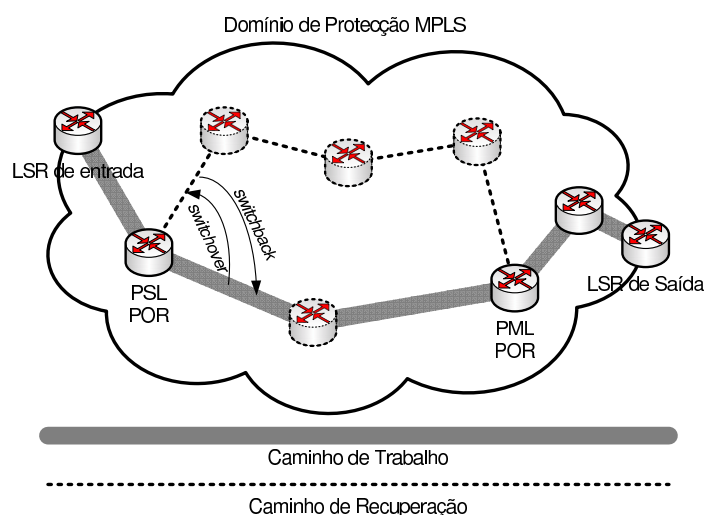 Domínio de Protecção MPLS
LSR de entrada
switchback
switchover
PSL
POR
LSR de Saída
PML
POR
Caminho de Trabalho
Caminho de Recuperação